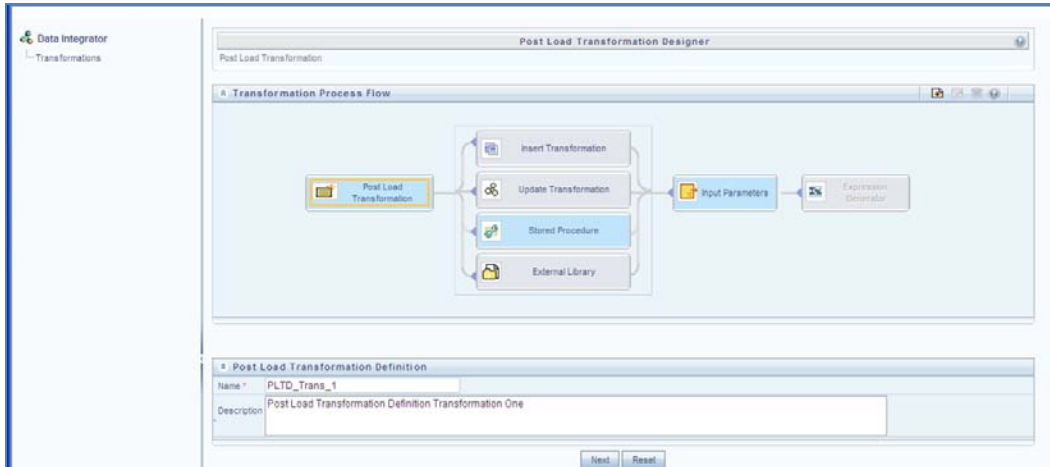 Data Integrator
Transformations
Post Load Transformation Designer
Post Load Transformation
Transformation Process Flow
Insert Transformation
Post Load
Transformation
Update Transformation
Input Parameters
Expression
Generator
Stored Procedure
External Library
Post Load Transformation Definition
Name * PLTD_Trans_1
Description * Post Load Transformation Definition Transformation One
Next Reset